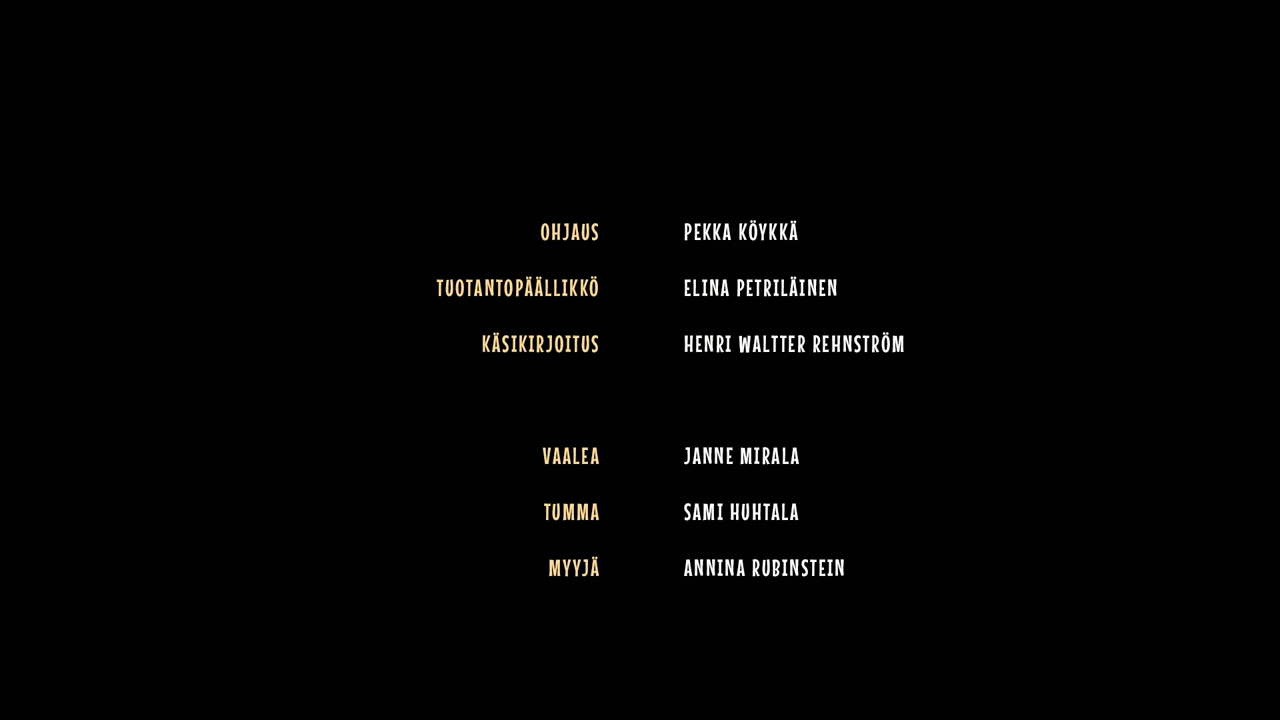 OHJAUS PEKKA KÖYKKÄ
TUOTANTOPÄÄLLIKKÖ ELINA PETRILÄINEN
KÄSIKIRJOITUS HENRI WALTTER REHNSTRÖM
VAALEA JANNE MIRALA
TUMMA SAMI HUHTALA
MYYJÄ ANNINA RUBINSTEIN